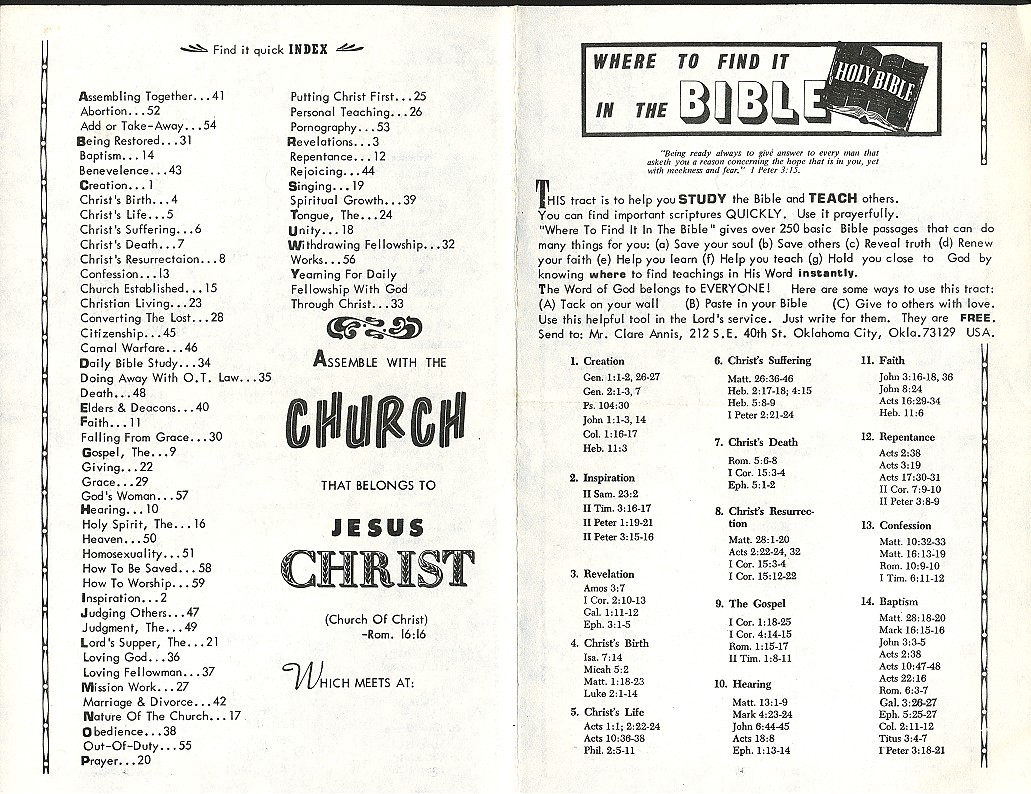 Find it quick INDEX
Assembling Together...41
Abortion...52
Add or Take-Away...54
Being Restored...31
Baptism...14
Benevelence...43
Creation...1
Christ's Birth...4
Christ's Life...5
Christ's Suffering...6
Christ's Death...7
Christ's Resurrectaion...8
Confession...13
Church Established...15
Christian Living...23
Converting The Lost...28
Citizenship...45
Carnal Warfare...46
Daily Bible Study...34
Doing Away With O.T. Law...35
Death...48
Elders & Deacons...40
Faith...11
Falling From Grace...30
Gospel, The...9
Giving...22
Grace...29
God's Woman...57
Hearing...10
Holy Spirit, The...16
Heaven...50
Homosexuality...51
How To Be Saved...58
How To Worship...59
Inspiration...2
Judging Others...47
Judgment, The...49
Lord's Supper, The...21
Loving God...36
Loving Fellowman...37
Mission Work...27
Marriage & Divorce...42
Nature Of The Church...17
Obedience...38
Out-Of-Duty...55
Prayer...20
Putting Christ First...25
Personal Teaching...26
Pornography...53
Revelations...3
Repentance...12
Rejoicing...44
Singing...19
Spiritual Growth...39
Tongue, The...24
Unity...18
Withdrawing Fellowship...32
Works...56
Yearning For Daily
Fellowship With God
Through Christ...33
ASSEMBLE WITH THE
CHURCH
THAT BELONGS TO
JESUS
CHRIST
(Church Of Christ)
-Rom. 16:16
WHICH MEETS AT:
WHERE TO FIND IT
IN THE BIBLE
HOLY BIBLE
"Being ready always to give answer to every man that
asketh you a reason concerning the hope that is in you, yet
with meekness and fear." I Peter 3:15.
THIS tract is to help you STUDY the Bible and TEACH others.
You can find important scriptures QUICKLY. Use it prayerfully.
"Where To Find It In The Bible" gives over 250 basic Bible passages that can do
many things for you: (a) Save your soul (b) Save others (c) Reveal truth (d) Renew
your faith (e) Help you learn (f) Help you teach (g) Hold you close to God by
knowing where to find teachings in His Word instantly.
The Word of God belongs to EVERYONE! Here are some ways to use this tract:
(A) Tack on your wall (B) Paste in your Bible (C) Give to others with love.
Use this helpful tool in the Lord's service. Just write for them. They are FREE.
Send to: Mr. Clare Annis, 212 S.E. 40th St. Oklahoma City, Okla.73129 USA.
1. Creation
Gen. 1:1-2, 26-27
Gen. 2:1-3, 7
Ps. 104:30
John 1:1-3, 14
Col. 1:16-17
Heb. 11:3
2. Inspiration
II Sam. 23:2
II Tim. 3:16-17
II Peter 1:19-21
II Peter 3:15-16
3. Revelation
Amos 3:7
I Cor. 2:10-13
Gal. 1:11-12
Eph. 3:1-5
4. Christ's Birth
Isa. 7:14
Micah 5:2
Matt. 1:18-23
Luke 2:1-14
5. Christ's Life
Acts 1:1; 2:22-24
Acts 10:36-38
Phil. 2:5-11
6. Christ's Suffering
Matt. 26:36-46
Heb. 2:17-18; 4:15
Heb. 5:8-9
I Peter 2:21-24
7. Christ's Death
Rom. 5:6-8
I Cor. 15:3-4
Eph. 5:1-2
8. Christ's Resurrec-
tion
Matt. 28:1-20
Acts 2:22-24, 32
I Cor. 15:3-4
I Cor. 15:12-22
9. The Gospel
I Cor. 1:18-25
I Cor. 4:14-15
Rom. 1:15-17
II Tim. 1:8-11
10. Hearing
Matt. 13:1-9
Mark 4:23-24
John 6:44-45
Acts 18:8
Eph. 1:13-14
11. Faith
John 3:16-18, 36
John 8:24
Acts 16:29-34
Heb. 11:6
12. Repentance
Acts 2:38
Acts 3:19
Acts 17:30-31
II Cor. 7:9-10
II Peter 3:8-9
13. Confession
Matt. 10:32-33
Matt. 16:13-19
Rom. 10:9-10
I Tim. 6:11-12
14. Baptism
Matt. 28:18-20
Mark 16:15-16
John 3:3-5
Acts 2:38
Acts 10:47-48
Acts 22:16
Rom. 6:3-7
Gal. 3:26-27
Eph. 5:25-27
Col. 2:11-12
Titus 3:4-7
I Peter 3:18-21